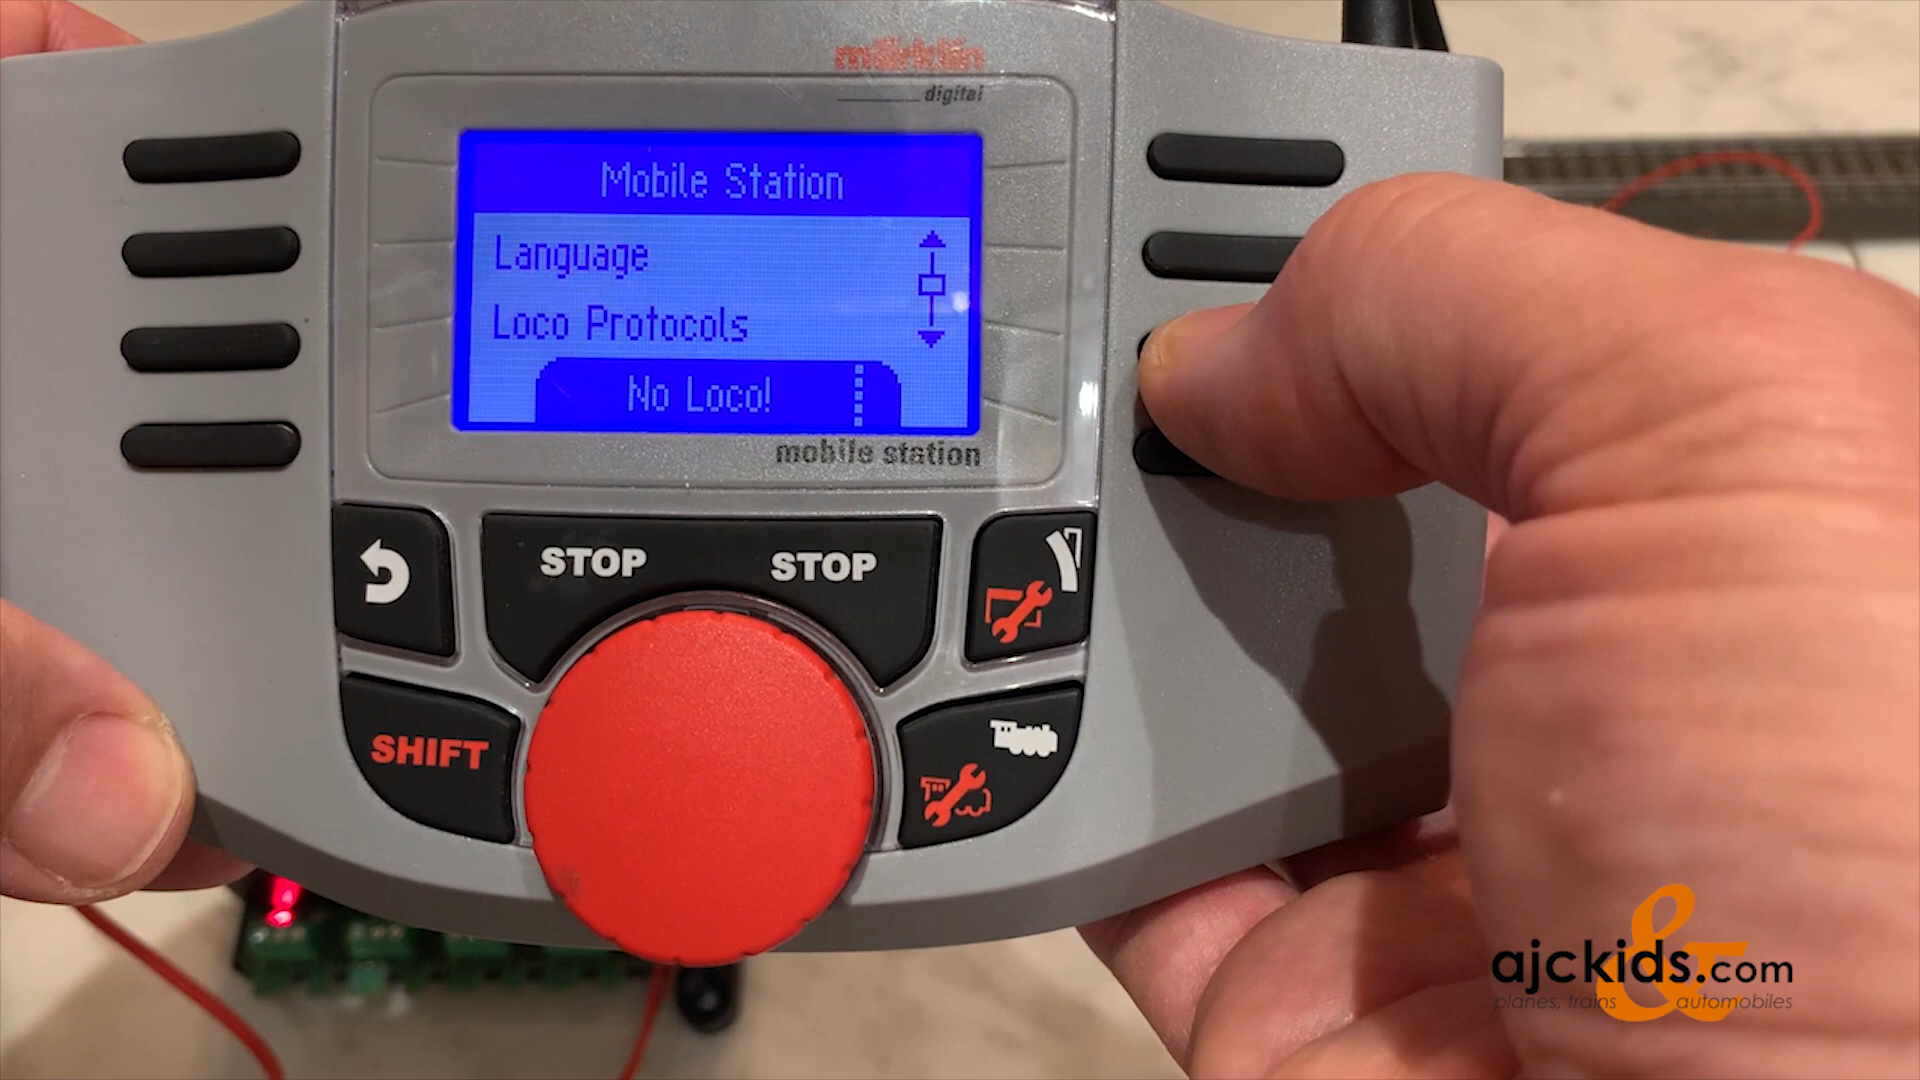 märklin
digital
Mobile Station
Language
Loco Protocols
No Loco!
mobile station
STOP STOP
SHIFT
ajckids.com
planes, trains & automobiles